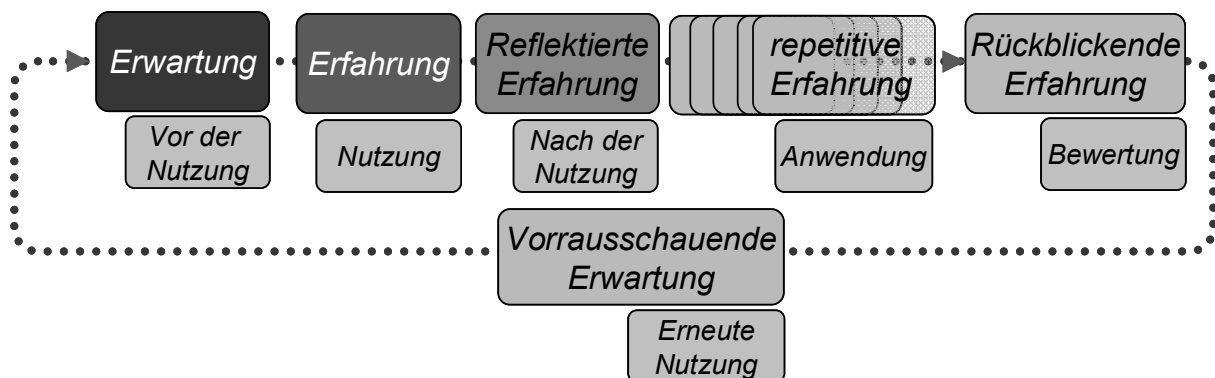 Erwartung
Vor der
Nutzung
Erfahrung
Nutzung
Reflektierte
Erfahrung
Nach der
Nutzung
repetitive
Erfahrung
Anwendung
Rückblickende
Erfahrung
Bewertung
Vorrausschauende
Erwartung
Erneute
Nutzung